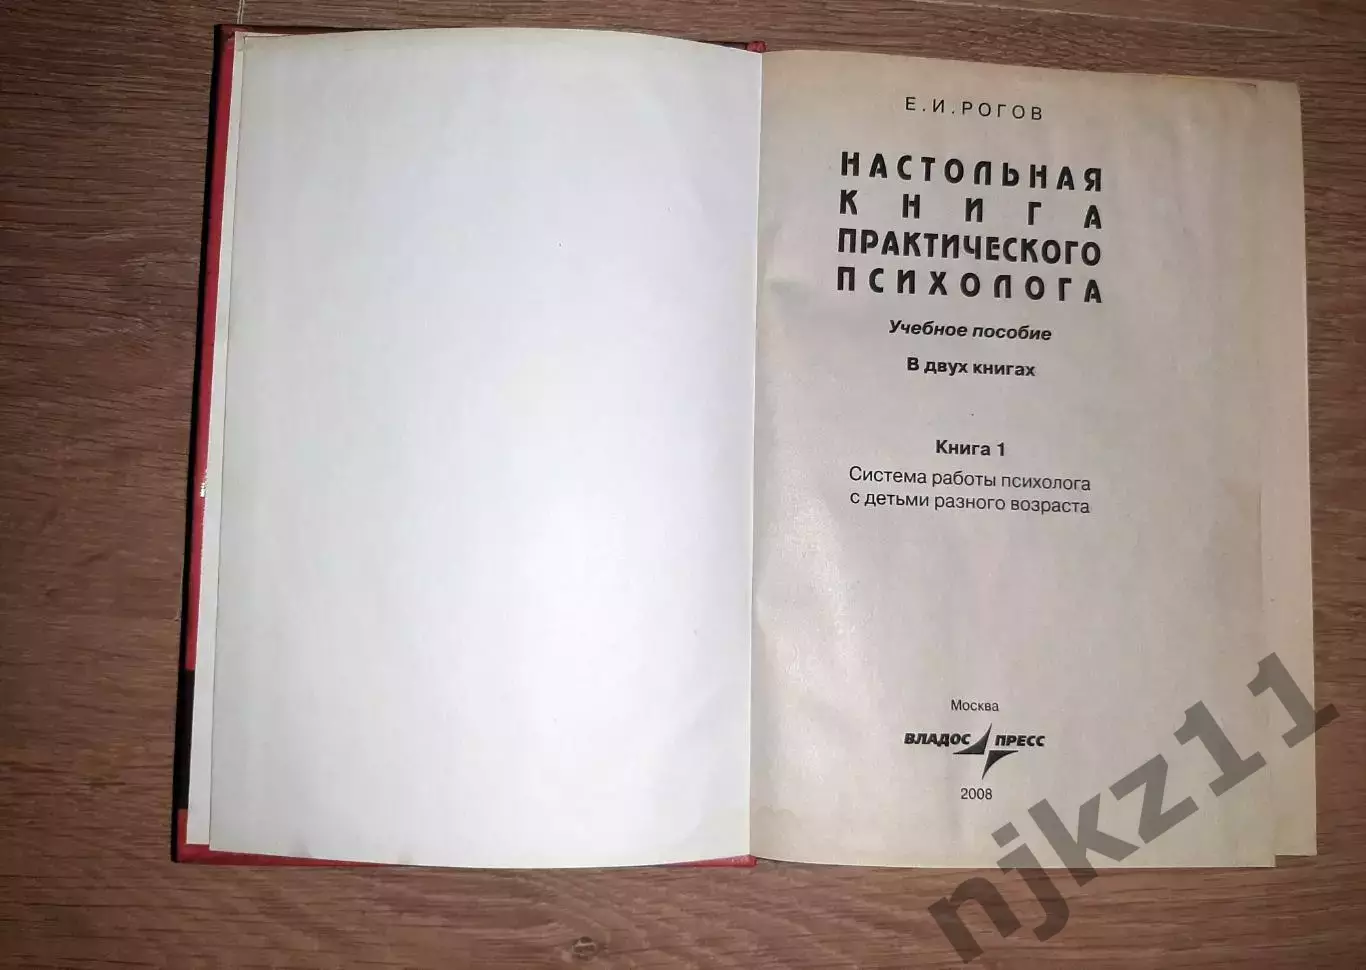 Е.И.РОГОВ
НАСТОЛЬНАЯ
КНИГА
ПРАКТИЧЕСКОГО
ПСИХОЛОГА
Учебное пособие
В двух книгах
Книга 1
Система работы психолога
с детьми разного возраста
Москва
ВЛАДОС ПРЕСС
2008
njkz11